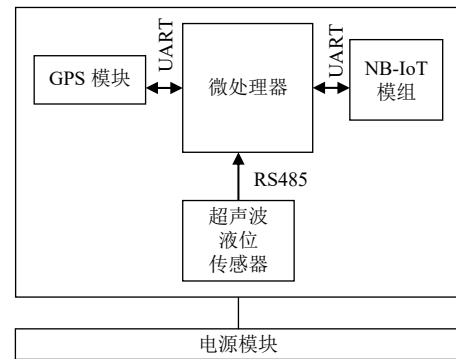 UART
UART
GPS 模块
微处理器
NB-IoT
模组
RS485
超声波
液位
传感器
电源模块